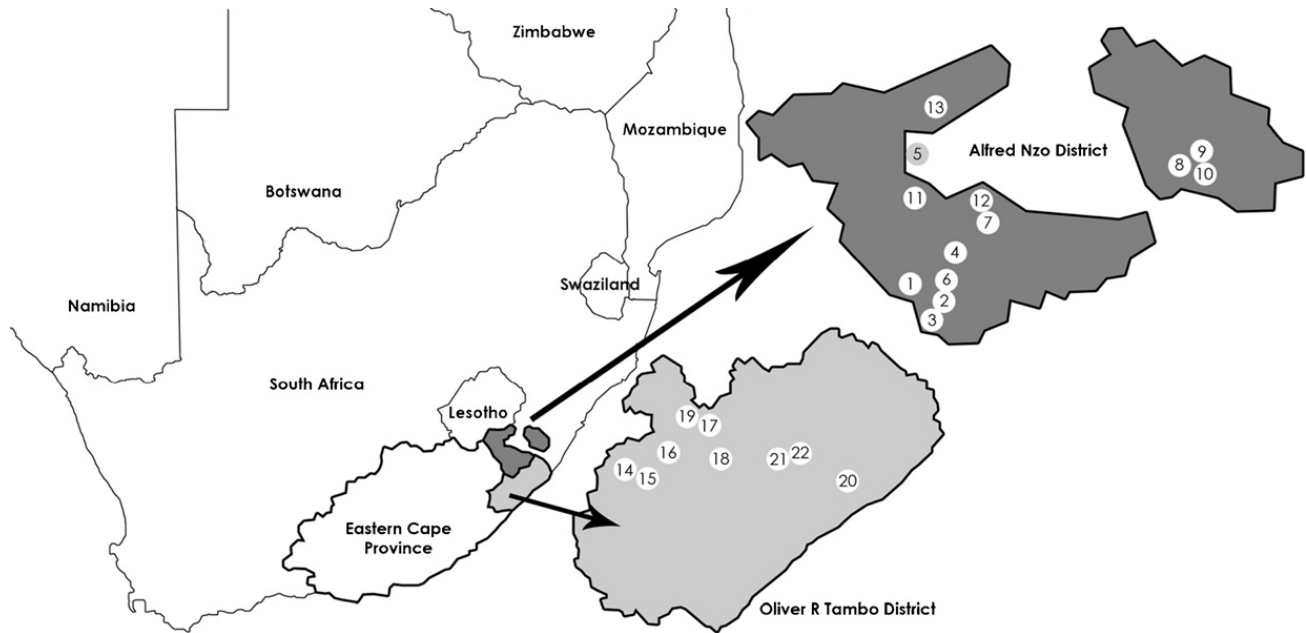 Zimbabwe
Mozambique
Botswana
Namibia
Swaziland
South Africa
Lesotho
Eastern Cape
Province
Alfred Nzo District
13
5
11
12
7
4
1
6
2
3
9
8
10
Oliver R Tambo District
19
17
16
18
14
15
21
22
20